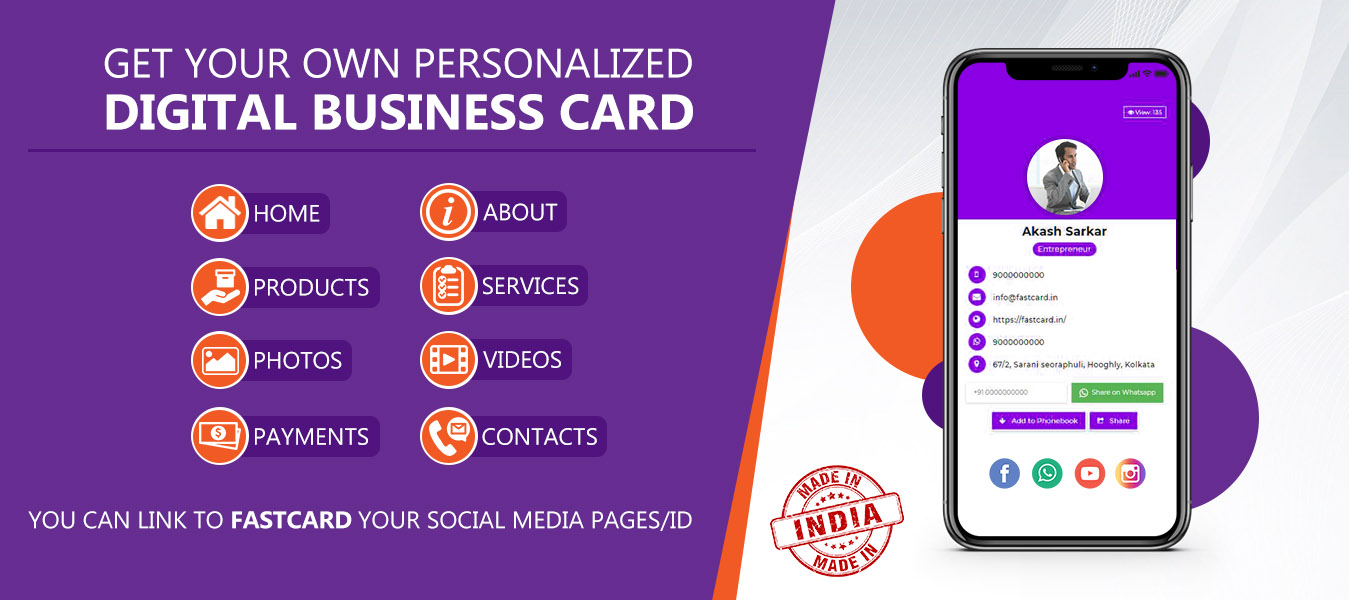 GET YOUR OWN PERSONALIZED
DIGITAL BUSINESS CARD
HOME
ABOUT
PRODUCTS
SERVICES
PHOTOS
VIDEOS
PAYMENTS
CONTACTS
YOU CAN LINK TO FASTCARD YOUR SOCIAL MEDIA PAGES/ID
MADE IN
INDIA
MADE IN
View: 135
Akash Sarkar
Entrepreneur
9000000000
info@fastcard.in
https://fastcard.in/
9000000000
67/2, Sarani seoraphuli, Hooghly, Kolkata
+91 0000000000 Share on Whatsapp
Add to Phonebook Share